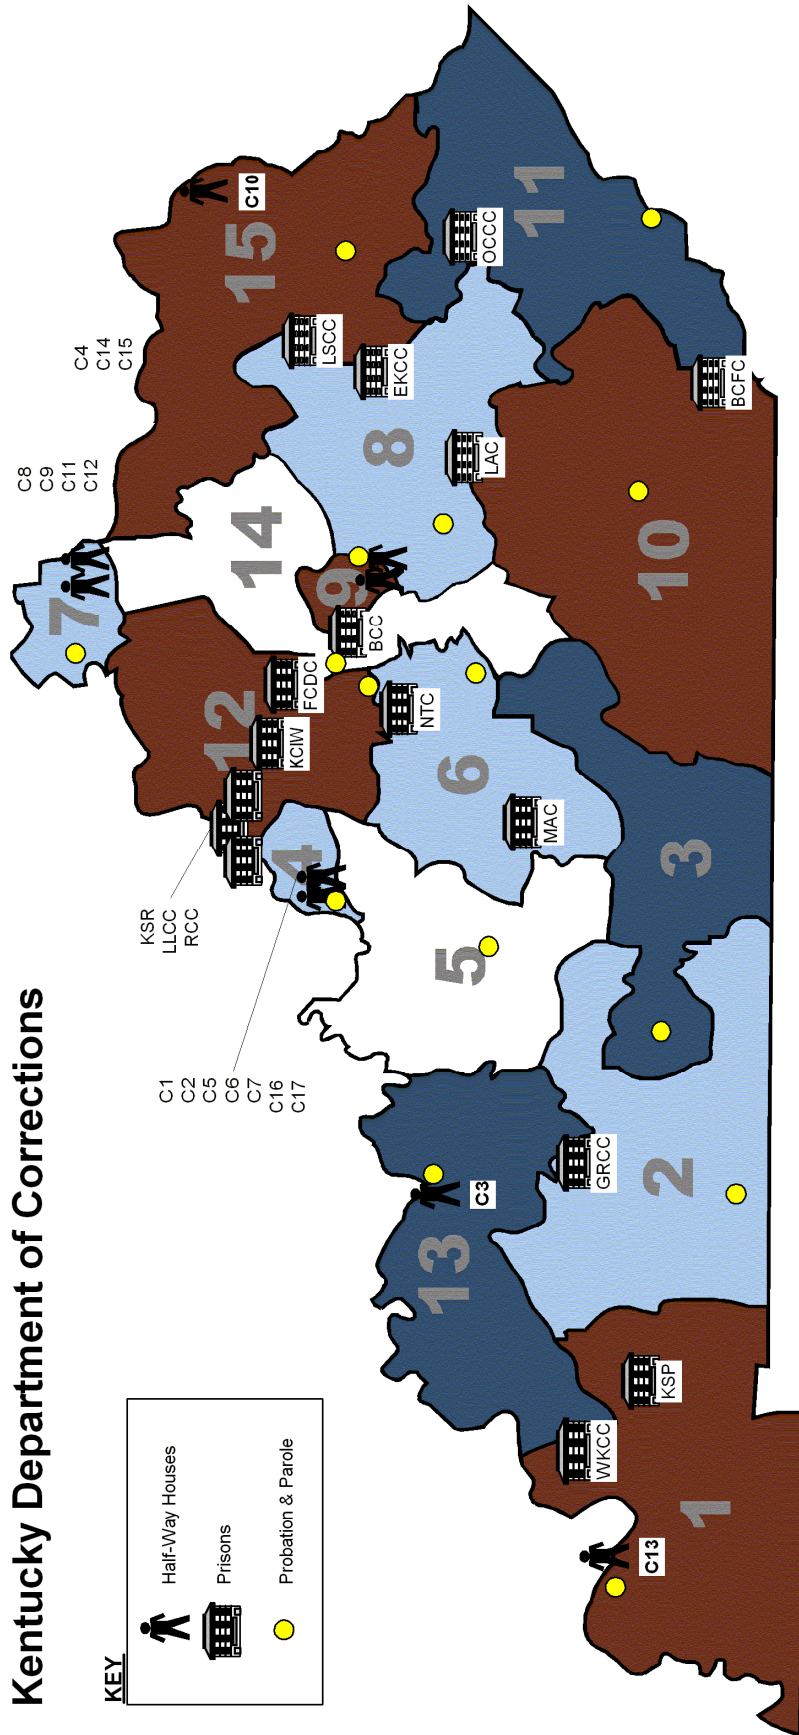 Kentucky Department of Corrections
KEY
Half-Way Houses
Prisons
Probation & Parole
C8
C9
C11
C12
C4
C14
C15
KSR
LLCC
RCC
C1
C2
C5
C6
C7
C16
C17
7
12
14
15
C10
4
KCIW
FCDC
BCC
9
LSCC
EKCC
8
NTC
6
MAC
LAC
OCCC
11
5
13
C3
GRCC
2
3
10
BCFC
WKCC
KSP
1
C13